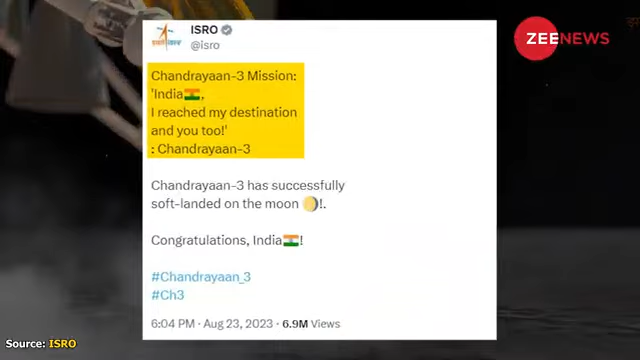 ISRO
@isro
ZEE NEWS
Chandrayaan-3 Mission:
'India🇮🇳,
I reached my destination
and you too!'
: Chandrayaan-3
Chandrayaan-3 has successfully
soft-landed on the moon 🌖!.
Congratulations, India🇮🇳!
#Chandrayaan_3
#Ch3
6:04 PM · Aug 23, 2023 · 6.9M Views
Source: ISRO